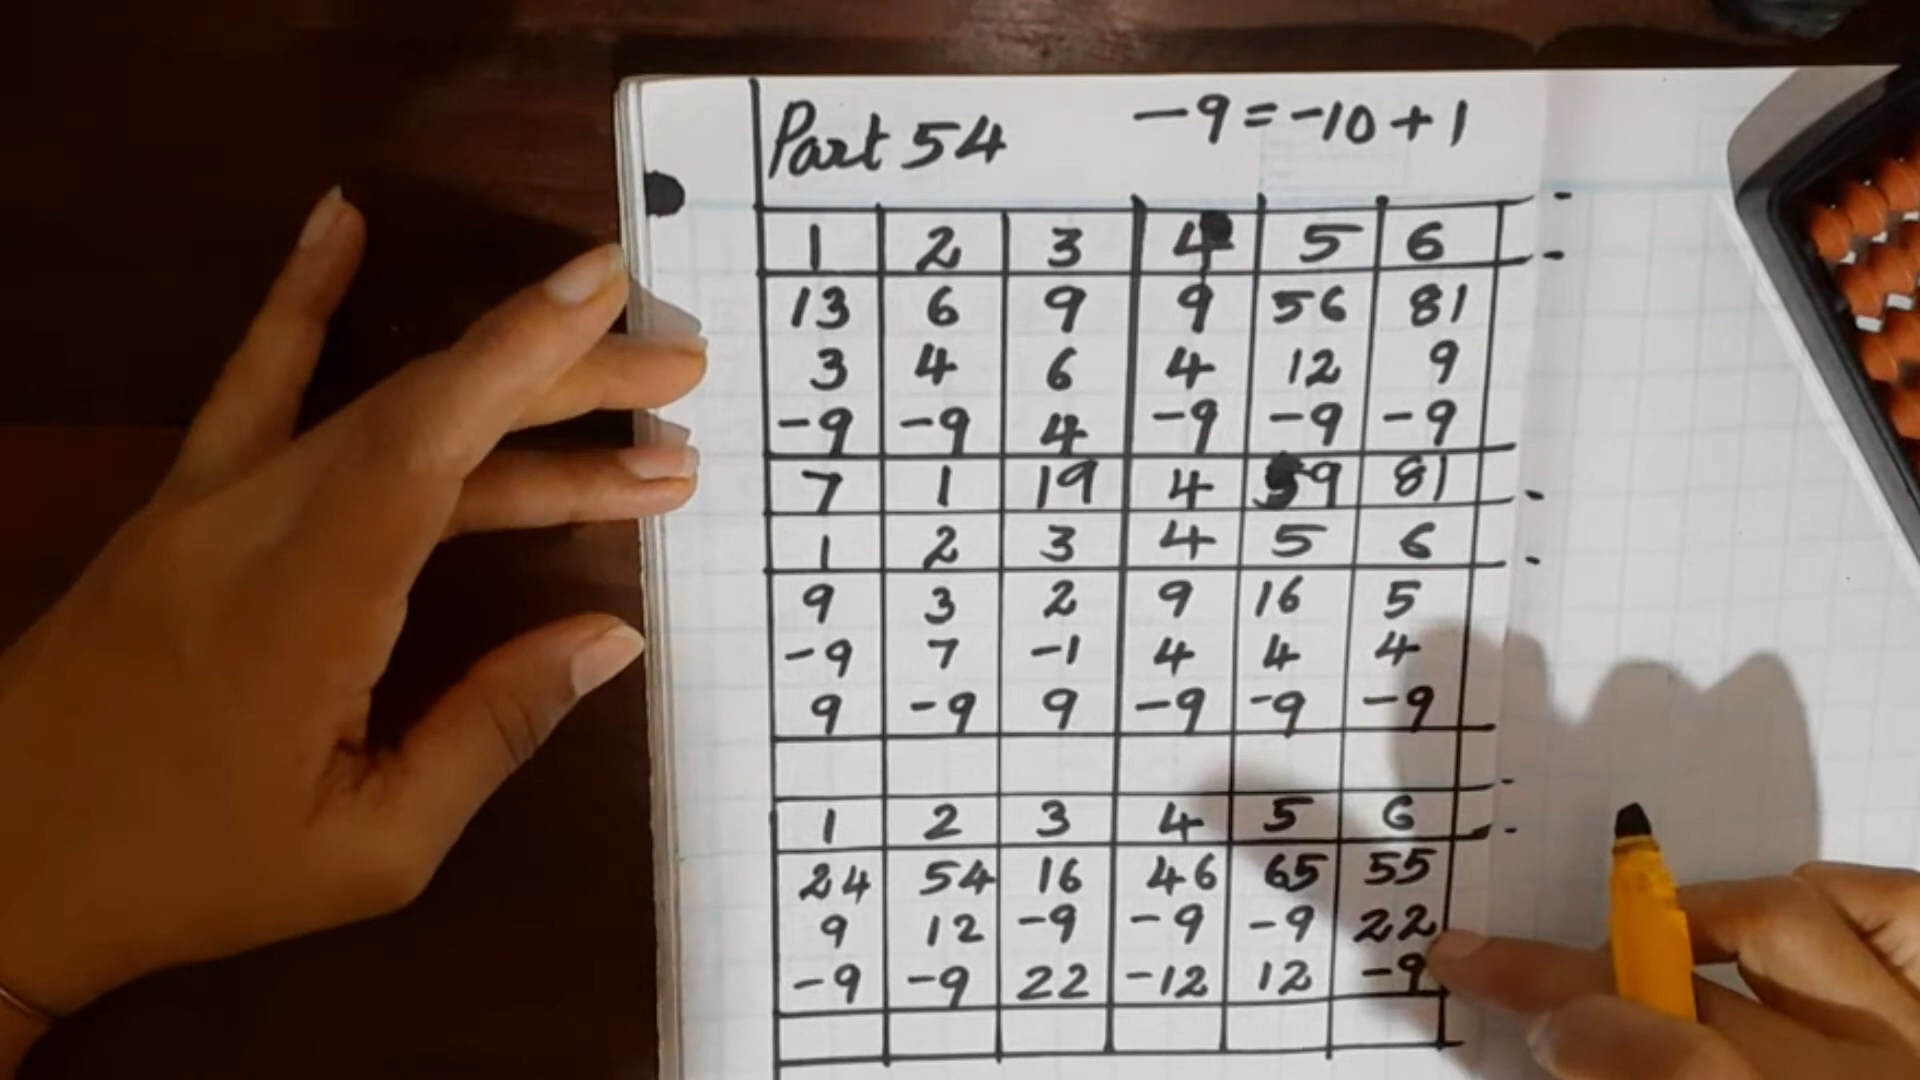 Part 54 -9=-10+1
1 2 3 4 5 6
13 6 9 9 56 81
3 4 6 4 12 9
-9 -9 4 -9 -9 -9
7 1 19 4 59 81
1 2 3 4 5 6
9 3 2 9 16 5
-9 7 -1 4 4 4
9 -9 9 -9 -9 -9
1 2 3 4 5 6
24 54 16 46 65 55
9 12 -9 -9 -9 22
-9 -9 22 -12 12 -9